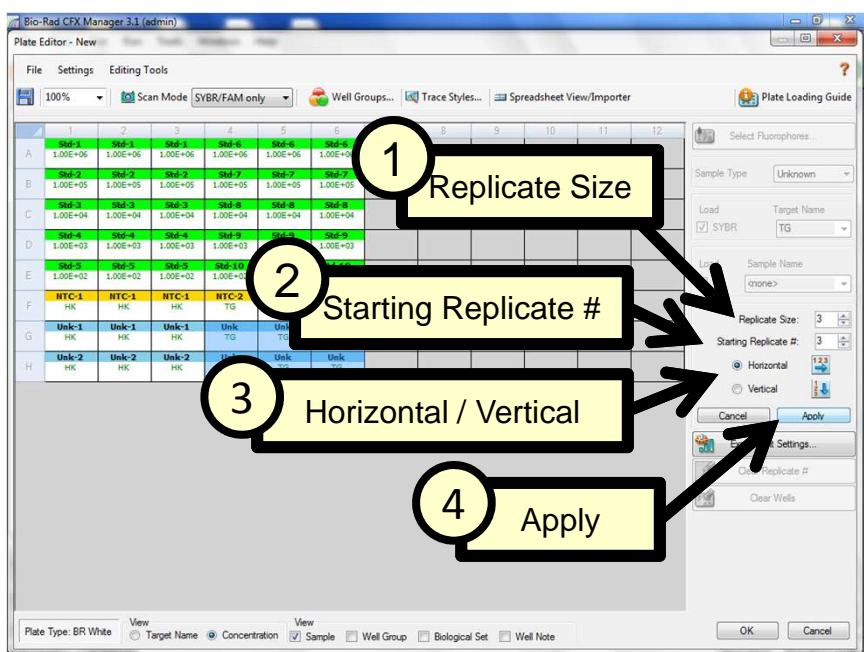 Bio-Rad CFX Manager 3.1 (admin)
Plate Editor - New
File Settings Editing Tools ?
100% Scan Mode SYBR/FAM only Well Groups... Trace Styles... Spreadsheet View/Importer Plate Loading Guide
1 2 3 4 5 6 8 9 10 11 12
A Std-1 Std-1 Std-1 Std-6 Std-6 Std-6
1.00E+06 1.00E+06 1.00E+06 1.00E+06 1.00E+06
B Std-2 Std-2 Std-2 Std-7 Std-7 Std-7
1.00E+05 1.00E+05 1.00E+05 1.00E+05 1.00E+05 1.00E+05
C Std-3 Std-3 Std-3 Std-8 Std-8 Std-8
1.00E+04 1.00E+04 1.00E+04 1.00E+04 1.00E+04 1.00E+04
D Std-4 Std-4 Std-4 Std-9 Std-9 Std-9
1.00E+03 1.00E+03 1.00E+03 1.00E+03 1.00E+03
E Std-5 Std-5 Std-5 Std-10
1.00E+02 1.00E+02 1.00E+02
F NTC-1 NTC-1 NTC-1 NTC-2
HK HK HK TG
G Unk-1 Unk-1 Unk-1 Unk
HK HK HK TG
H Unk-2 Unk-2 Unk-2 Unk Unk
HK HK HK
1
Replicate Size
2
Starting Replicate #
3
Horizontal / Vertical
4
Apply
Select Fluorophores...
Sample Type Unknown
Load Target Name
SYBR TG
Sample Name
<none>
Replicate Size: 3
Starting Replicate #: 3
Horizontal
Vertical
Cancel Apply
Settings...
Replicate #
Clear Wells
Plate Type: BR White
View
Target Name Concentration
View
Sample Well Group Biological Set Well Note
OK Cancel